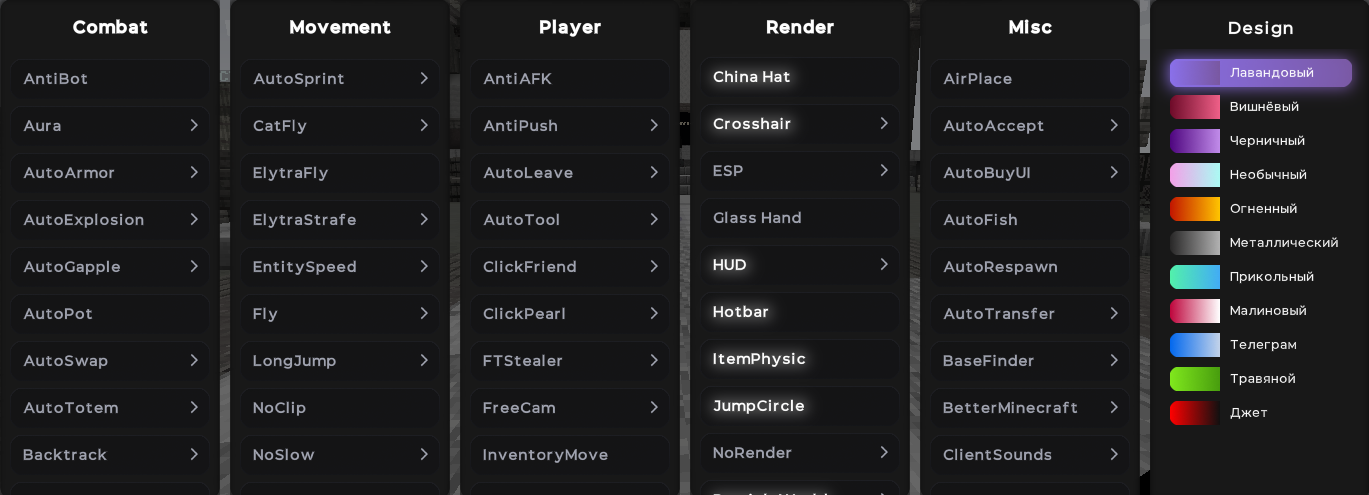 Combat
AntiBot
Aura
AutoArmor
AutoExplosion
AutoGapple
AutoPot
AutoSwap
AutoTotem
Backtrack
Movement
AutoSprint
CatFly
ElytraFly
ElytraStrafe
EntitySpeed
Fly
LongJump
NoClip
NoSlow
Player
AntiAFK
AntiPush
AutoLeave
AutoTool
ClickFriend
ClickPearl
FTStealer
FreeCam
InventoryMove
Render
China Hat
Crosshair
ESP
Glass Hand
HUD
Hotbar
ItemPhysic
JumpCircle
NoRender
Misc
AirPlace
AutoAccept
AutoBuyUI
AutoFish
AutoRespawn
AutoTransfer
BaseFinder
BetterMinecraft
ClientSounds
Design
Лавандовый
Вишнёвый
Черничный
Необычный
Огненный
Металлический
Прикольный
Малиновый
Телеграм
Травяной
Джет